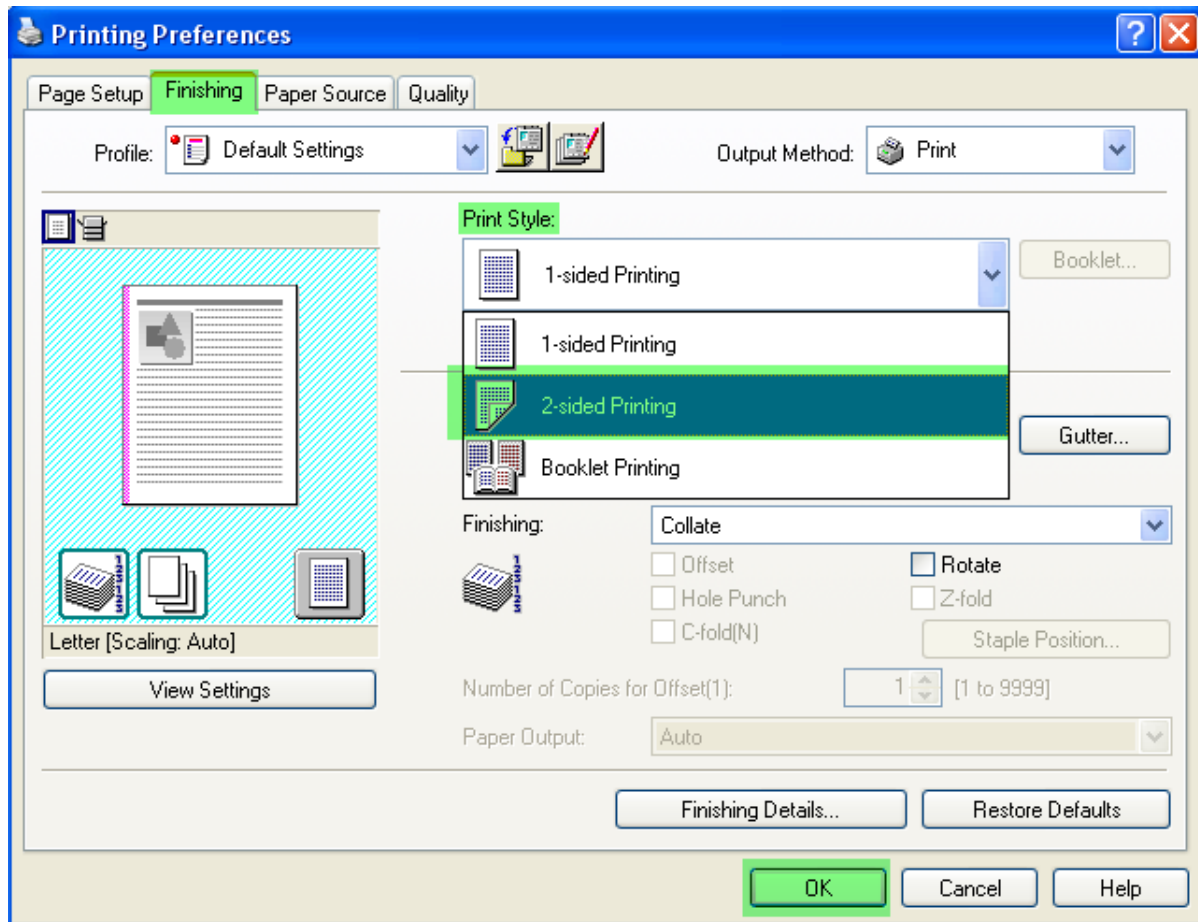 Printing Preferences
Page Setup Finishing Paper Source Quality
Profile: Default Settings Output Method: Print
Print Style:
1-sided Printing Booklet...
1-sided Printing
2-sided Printing
Gutter...
Booklet Printing
Finishing: Collate
Offset Rotate
Hole Punch Z-fold
C-fold(N) Staple Position...
Letter [Scaling: Auto]
View Settings
Number of Copies for Offset(1): 1 [1 to 9999]
Paper Output: Auto
Finishing Details... Restore Defaults
OK Cancel Help